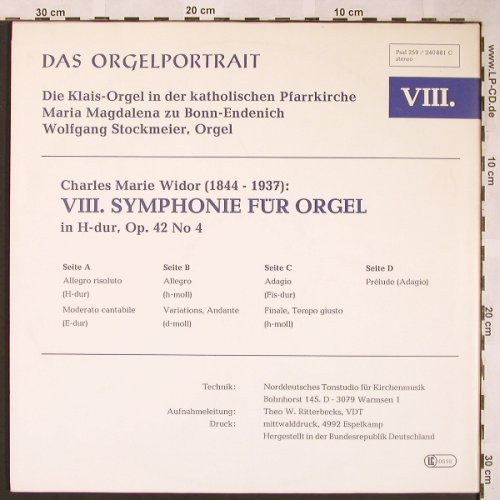 30 cm
20 cm
10 cm
DAS ORGELPORTRAIT
Psal 259 / 240 881 C
stereo
Die Klais-Orgel in der katholischen Pfarrkirche
Maria Magdalena zu Bonn-Endenich
Wolfgang Stockmeier, Orgel
VIII.
www.LP-CD.de
10 cm
Charles Marie Widor (1844 - 1937):
VIII. SYMPHONIE FÜR ORGEL
in H-dur, Op. 42 No 4
Seite A
Allegro risoluto
(H-dur)
Moderato cantabile
(E-dur)
Seite B
Allegro
(h-moll)
Variations, Andante
(d-moll)
Seite C
Adagio
(Fis-dur)
Finale, Tempo giusto
(h-moll)
Seite D
Prélude (Adagio)
20 cm
Technik: Norddeutsches Tonstudio für Kirchenmusik
Bohnhorst 145. D - 3079 Warmsen 1
Aufnahmeleitung: Theo W. Ritterbecks, VDT
Druck: mittwalddruck, 4992 Espelkamp
Hergestellt in der Bundesrepublik Deutschland
LC
30 cm